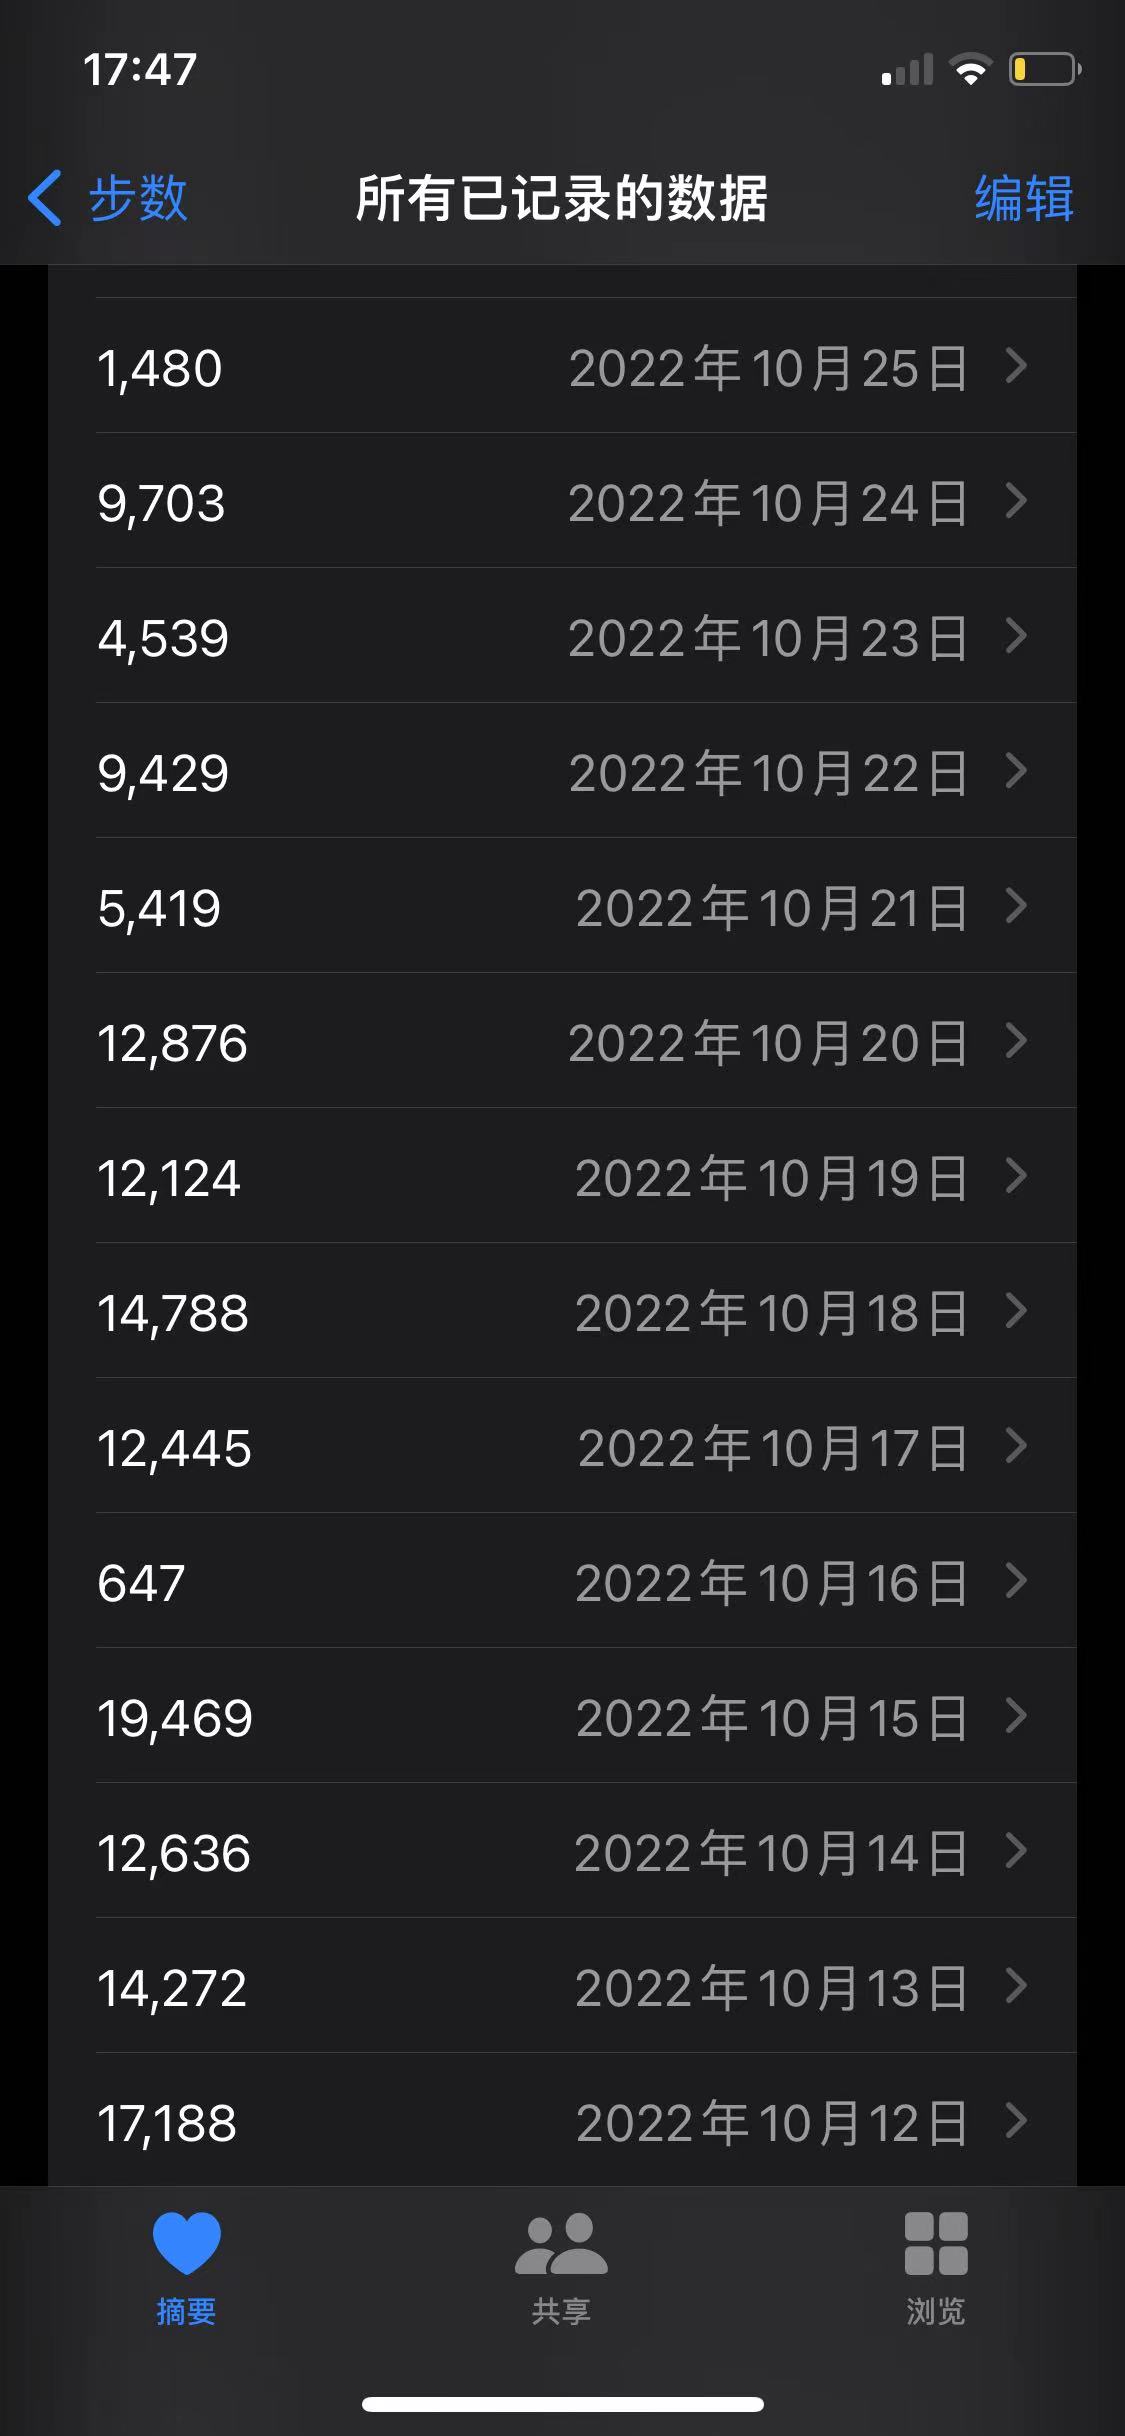 17:47
步数 所有已记录的数据 编辑
1,480 2022年10月25日
9,703 2022年10月24日
4,539 2022年10月23日
9,429 2022年10月22日
5,419 2022年10月21日
12,876 2022年10月20日
12,124 2022年10月19日
14,788 2022年10月18日
12,445 2022年10月17日
647 2022年10月16日
19,469 2022年10月15日
12,636 2022年10月14日
14,272 2022年10月13日
17,188 2022年10月12日
摘要 共享 浏览